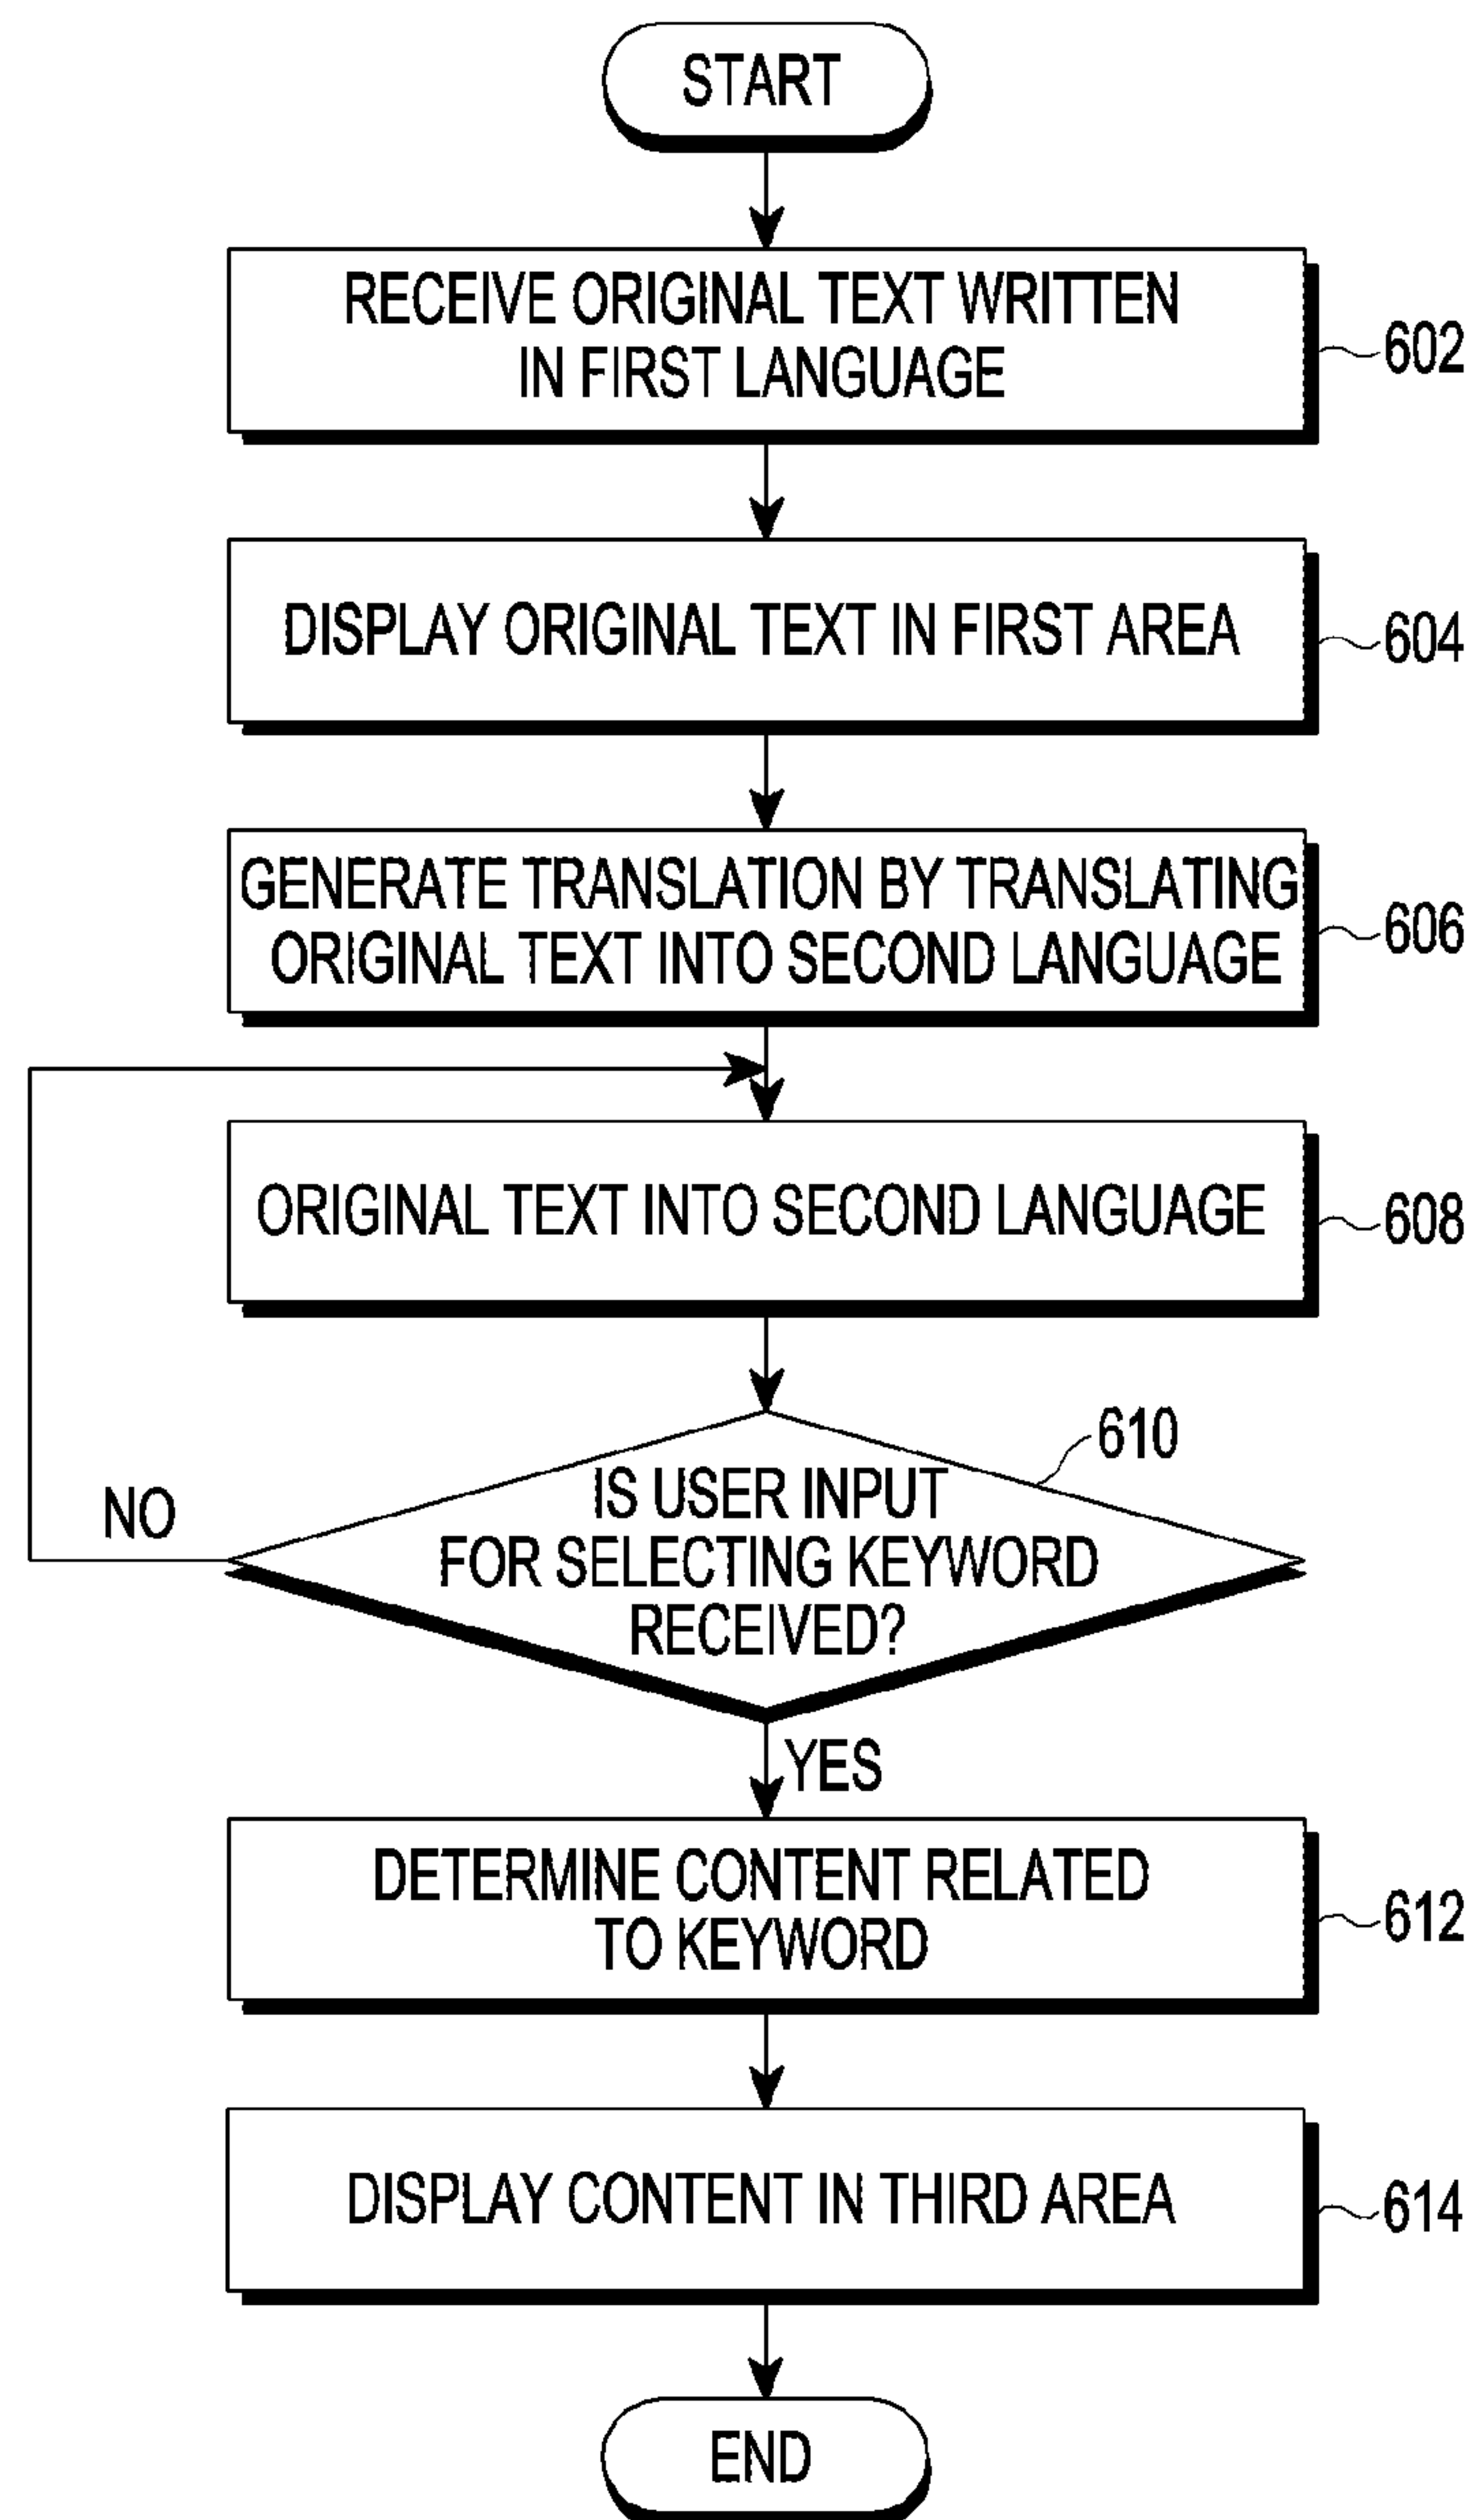 START
RECEIVE ORIGINAL TEXT WRITTEN
IN FIRST LANGUAGE
602
DISPLAY ORIGINAL TEXT IN FIRST AREA
604
GENERATE TRANSLATION BY TRANSLATING
ORIGINAL TEXT INTO SECOND LANGUAGE
606
ORIGINAL TEXT INTO SECOND LANGUAGE
608
610
NO
IS USER INPUT
FOR SELECTING KEYWORD
RECEIVED?
YES
DETERMINE CONTENT RELATED
TO KEYWORD
612
DISPLAY CONTENT IN THIRD AREA
614
END